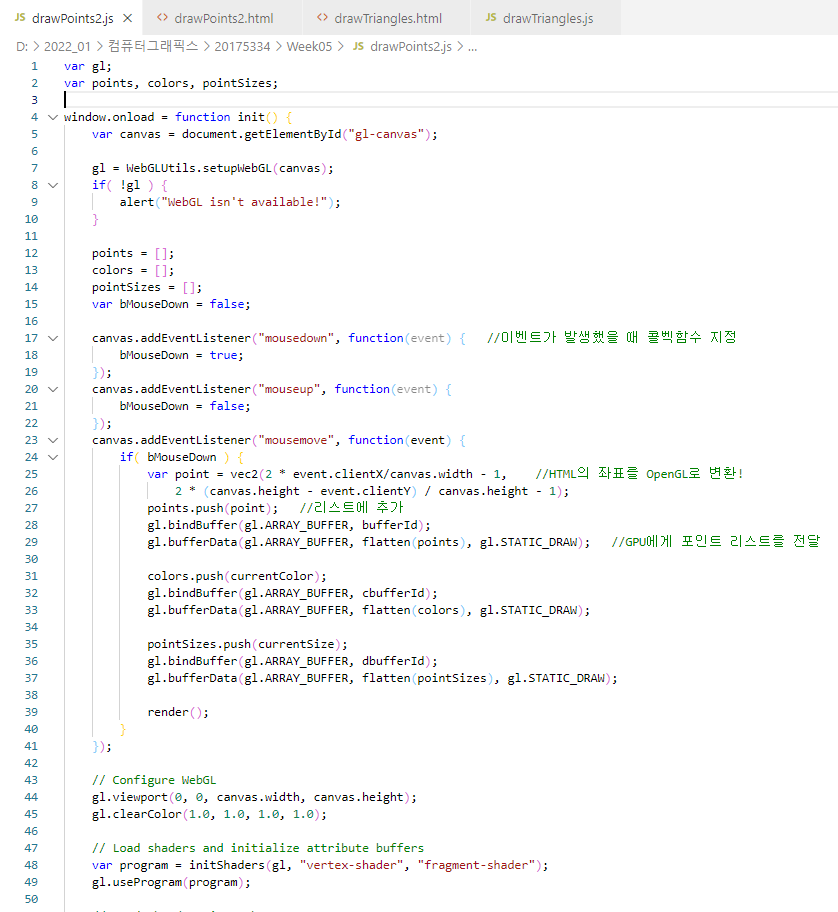 JS drawPoints2.js × <> drawPoints2.html <> drawTriangles.html JS drawTriangles.js
D: > 2022_01 > 컴퓨터그래픽스 > 20175334 > Week05 > JS drawPoints2.js > ...
1 var gl;
2 var points, colors, pointSizes;
3
4 window.onload = function init() {
5 var canvas = document.getElementById("gl-canvas");
6
7 gl = WebGLUtils.setupWebGL(canvas);
8 if( !gl ) {
9 alert("WebGL isn't available!");
10 }
11
12 points = [];
13 colors = [];
14 pointSizes = [];
15 var bMouseDown = false;
16
17 canvas.addEventListener("mousedown", function(event) { //이벤트가 발생했을 때 콜벡함수 지정
18 bMouseDown = true;
19 });
20 canvas.addEventListener("mouseup", function(event) {
21 bMouseDown = false;
22 });
23 canvas.addEventListener("mousemove", function(event) {
24 if( bMouseDown ) {
25 var point = vec2(2 * event.clientX/canvas.width - 1, //HTML의 좌표를 OpenGL로 변환!
26 2 * (canvas.height - event.clientY) / canvas.height - 1);
27 points.push(point); //리스트에 추가
28 gl.bindBuffer(gl.ARRAY_BUFFER, bufferId);
29 gl.bufferData(gl.ARRAY_BUFFER, flatten(points), gl.STATIC_DRAW); //GPU에게 포인트 리스트를 전달
30
31 colors.push(currentColor);
32 gl.bindBuffer(gl.ARRAY_BUFFER, cbufferId);
33 gl.bufferData(gl.ARRAY_BUFFER, flatten(colors), gl.STATIC_DRAW);
34
35 pointSizes.push(currentSize);
36 gl.bindBuffer(gl.ARRAY_BUFFER, dbufferId);
37 gl.bufferData(gl.ARRAY_BUFFER, flatten(pointSizes), gl.STATIC_DRAW);
38
39 render();
40 }
41 });
42
43 // Configure WebGL
44 gl.viewport(0, 0, canvas.width, canvas.height);
45 gl.clearColor(1.0, 1.0, 1.0, 1.0);
46
47 // Load shaders and initialize attribute buffers
48 var program = initShaders(gl, "vertex-shader", "fragment-shader");
49 gl.useProgram(program);
50